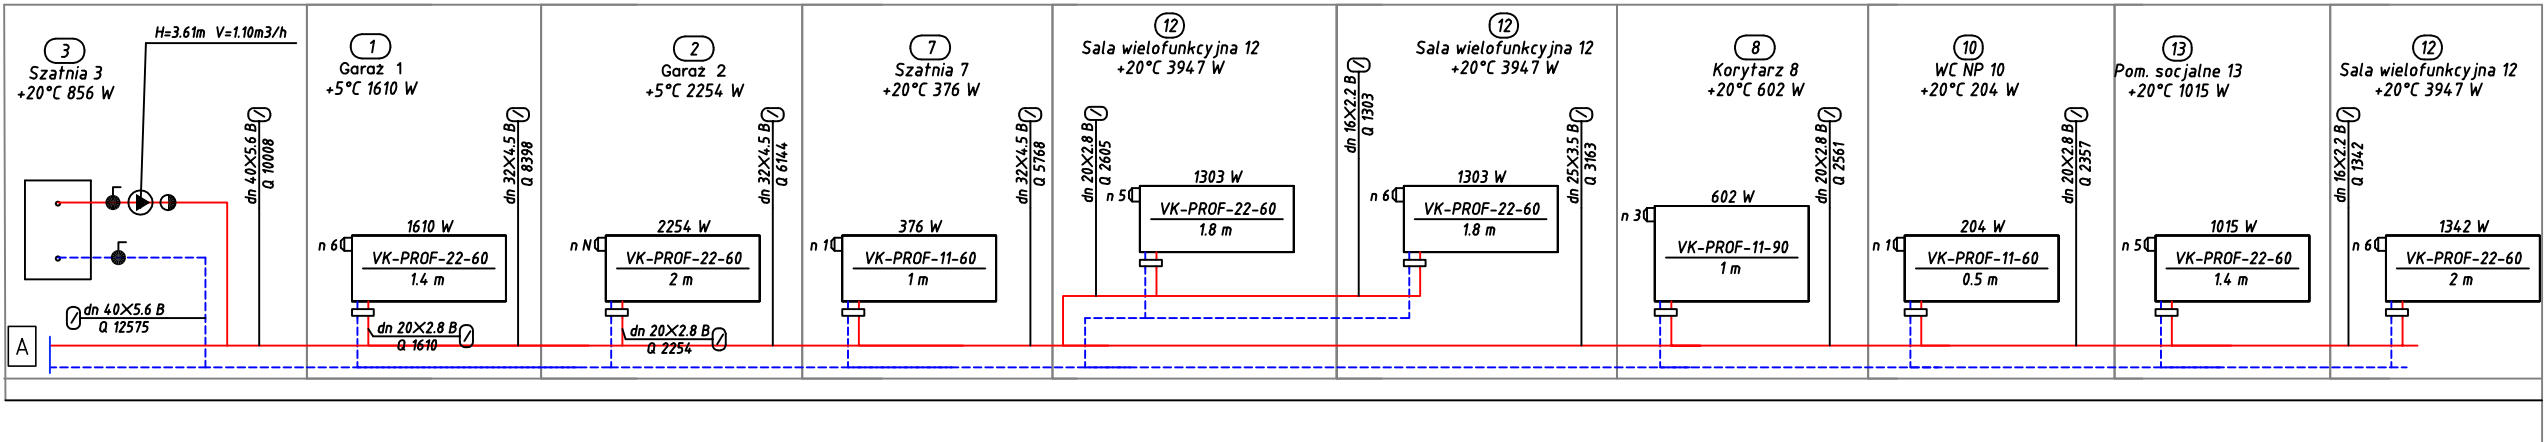 3
Szatnia 3
+20°C 856 W
H=3.61m V=1.10m3/h
dn 40×5.6 B
Q 10008
dn 40×5.6 B
Q 12575
A
1
Garaż 1
+5°C 1610 W
dn 32×4.5 B
Q 8398
1610 W
n 6
VK-PROF-22-60
1.4 m
dn 20×2.8 B
Q 1610
2
Garaż 2
+5°C 2254 W
dn 32×4.5 B
Q 6144
2254 W
n N
VK-PROF-22-60
2 m
dn 20×2.8 B
Q 2254
7
Szatnia 7
+20°C 376 W
dn 32×4.5 B
Q 5768
376 W
n 1
VK-PROF-11-60
1 m
12
Sala wielofunkcyjna 12
+20°C 3947 W
dn 20×2.8 B
Q 2605
1303 W
n 5
VK-PROF-22-60
1.8 m
12
Sala wielofunkcyjna 12
+20°C 3947 W
dn 16×2.2 B
Q 1303
dn 25×3.5 B
Q 3163
1303 W
n 6
VK-PROF-22-60
1.8 m
8
Korytarz 8
+20°C 602 W
dn 20×2.8 B
Q 2561
602 W
n 3
VK-PROF-11-90
1 m
10
WC NP 10
+20°C 204 W
dn 20×2.8 B
Q 2357
204 W
n 1
VK-PROF-11-60
0.5 m
13
Pom. socjalne 13
+20°C 1015 W
1015 W
n 5
VK-PROF-22-60
1.4 m
12
Sala wielofunkcyjna 12
+20°C 3947 W
dn 16×2.2 B
Q 1342
1342 W
n 6
VK-PROF-22-60
2 m